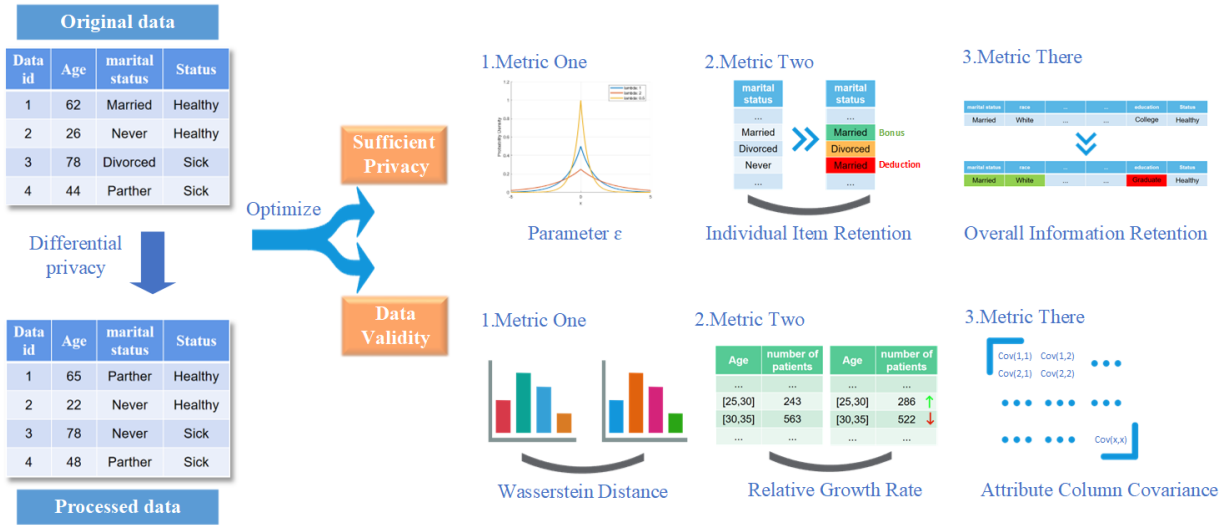 Original data
Data id Age marital status Status
1 62 Married Healthy
2 26 Never Healthy
3 78 Divorced Sick
4 44 Parther Sick
Differential
privacy
Data id Age marital status Status
1 65 Parther Healthy
2 22 Never Healthy
3 78 Never Sick
4 48 Parther Sick
Processed data
Optimize
Sufficient
Privacy
Data
Validity
1.Metric One
Probability Density
Parameter ε
2.Metric Two
marital status
...
Married
Divorced
Never
...
marital status
...
Married Bonus
Divorced
Married Deduction
...
Individual Item Retention
3.Metric There
marital status race ... ... education Status
Married White ... ... College Healthy
marital status race ... ... education Status
Married White ... ... Graduate Healthy
Overall Information Retention
1.Metric One
Wasserstein Distance
2.Metric Two
Age number of patients
... ...
[25,30] 243
[30,35] 563
... ...
Age number of patients
... ...
[25,30] 286
[30,35] 522
... ...
Relative Growth Rate
3.Metric There
Cov(1,1) Cov(1,2)
Cov(2,1) Cov(2,2)
Cov(x,x)
Attribute Column Covariance